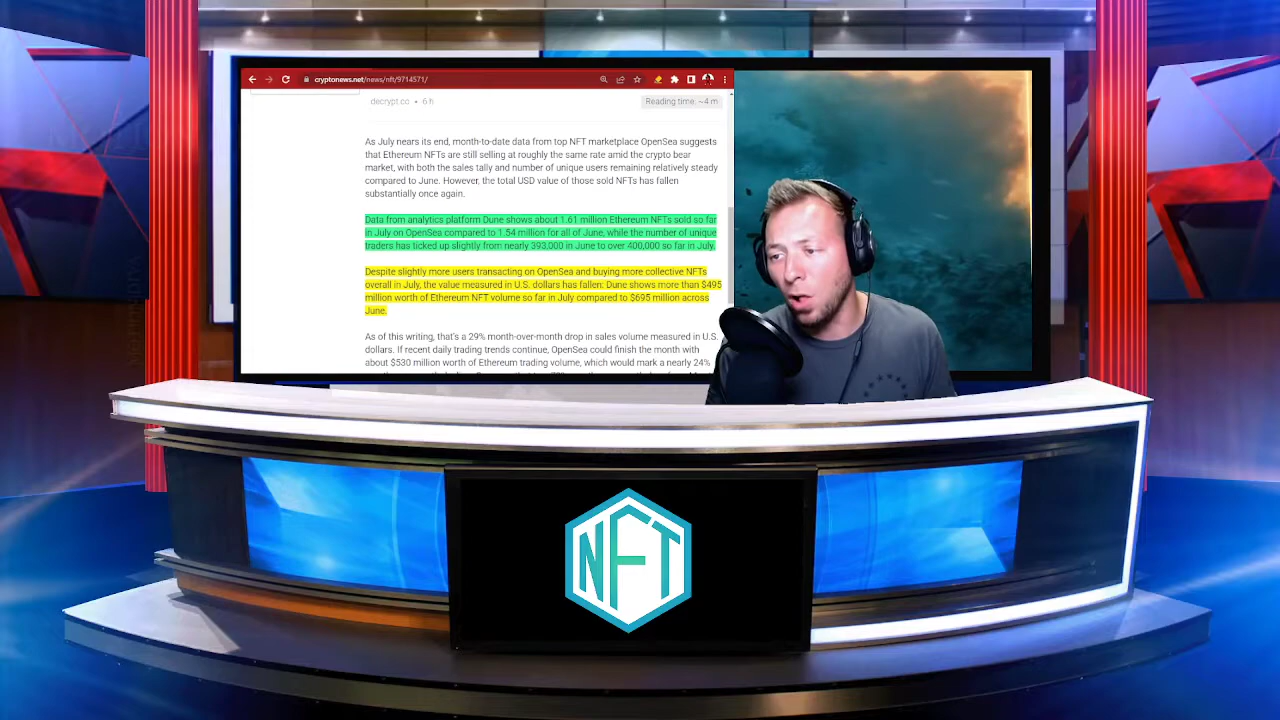 cryptonews.net/news/nft/9714571/
decrypt.co • 6 h
Reading time: ~4 m
As July nears its end, month-to-date data from top NFT marketplace OpenSea suggests
that Ethereum NFTs are still selling at roughly the same rate amid the crypto bear
market, with both the sales tally and number of unique users remaining relatively steady
compared to June. However, the total USD value of those sold NFTs has fallen
substantially once again.
Data from analytics platform Dune shows about 1.61 million Ethereum NFTs sold so far
in July on OpenSea compared to 1.54 million for all of June, while the number of unique
traders has ticked up slightly from nearly 393,000 in June to over 400,000 so far in July.
Despite slightly more users transacting on OpenSea and buying more collective NFTs
overall in July, the value measured in U.S. dollars has fallen: Dune shows more than $495
million worth of Ethereum NFT volume so far in July compared to $695 million across
June.
As of this writing, that's a 29% month-over-month drop in sales volume measured in U.S.
dollars. If recent daily trading trends continue, OpenSea could finish the month with
about $530 million worth of Ethereum trading volume, which would mark a nearly 24%
NFT